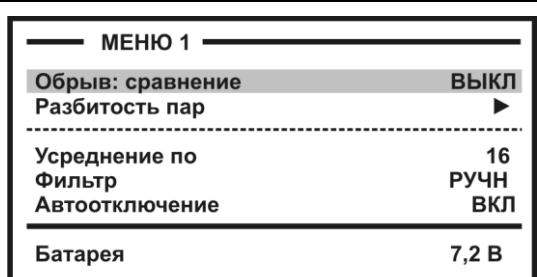 МЕНЮ 1
Обрыв: сравнение ВЫКЛ
Разбитость пар ►
Усреднение по 16
Фильтр РУЧН
Автоотключение ВКЛ
Батарея 7,2 В